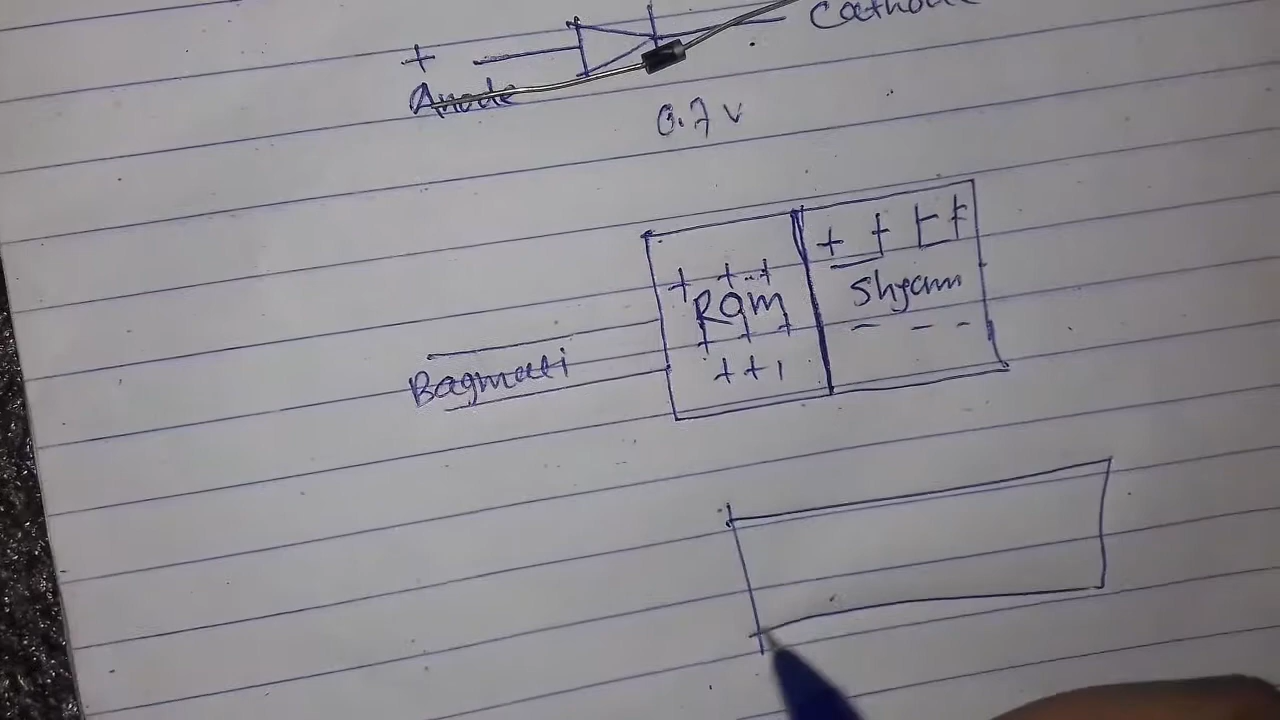 +
Cathode
Anode
0.7 v
+ + + +
+ + +
Ram
Shyam
- - -
+ + +
Bagmati